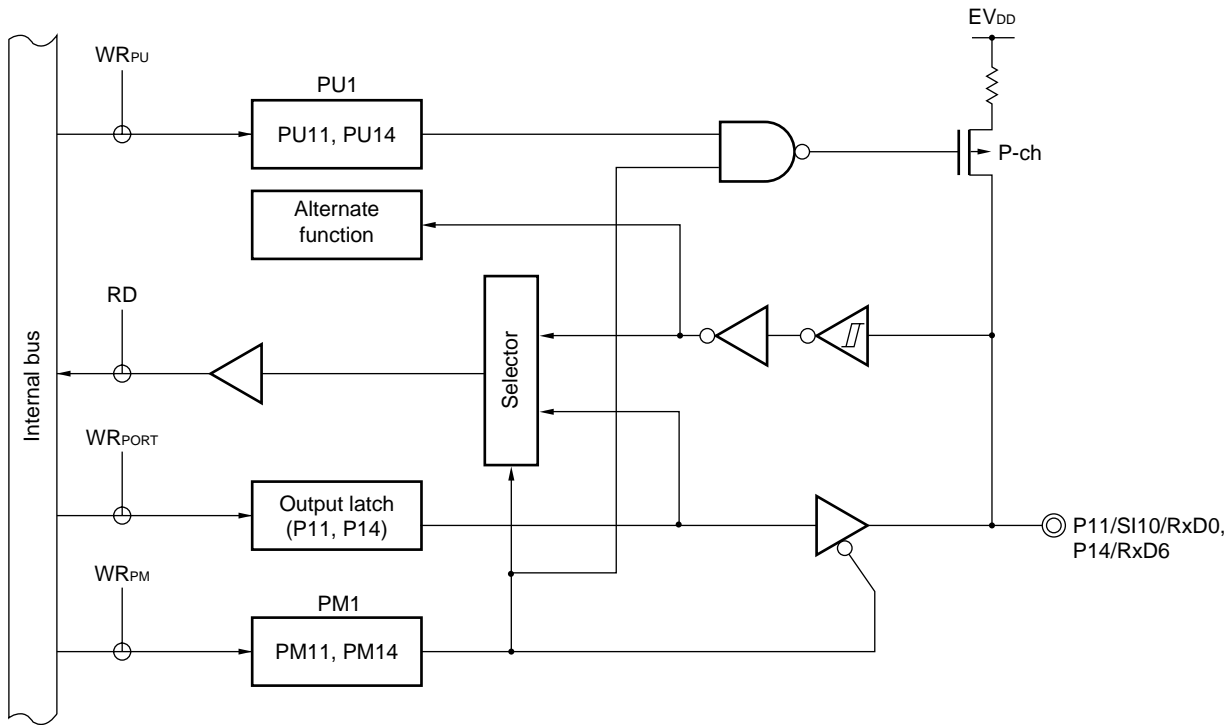 EVDD
WRPU
PU1
PU11, PU14
P-ch
Alternate
function
RD
Internal bus
Selector
WRPORT
Output latch
(P11, P14)
P11/SI10/RxD0,
P14/RxD6
WRPM
PM1
PM11, PM14